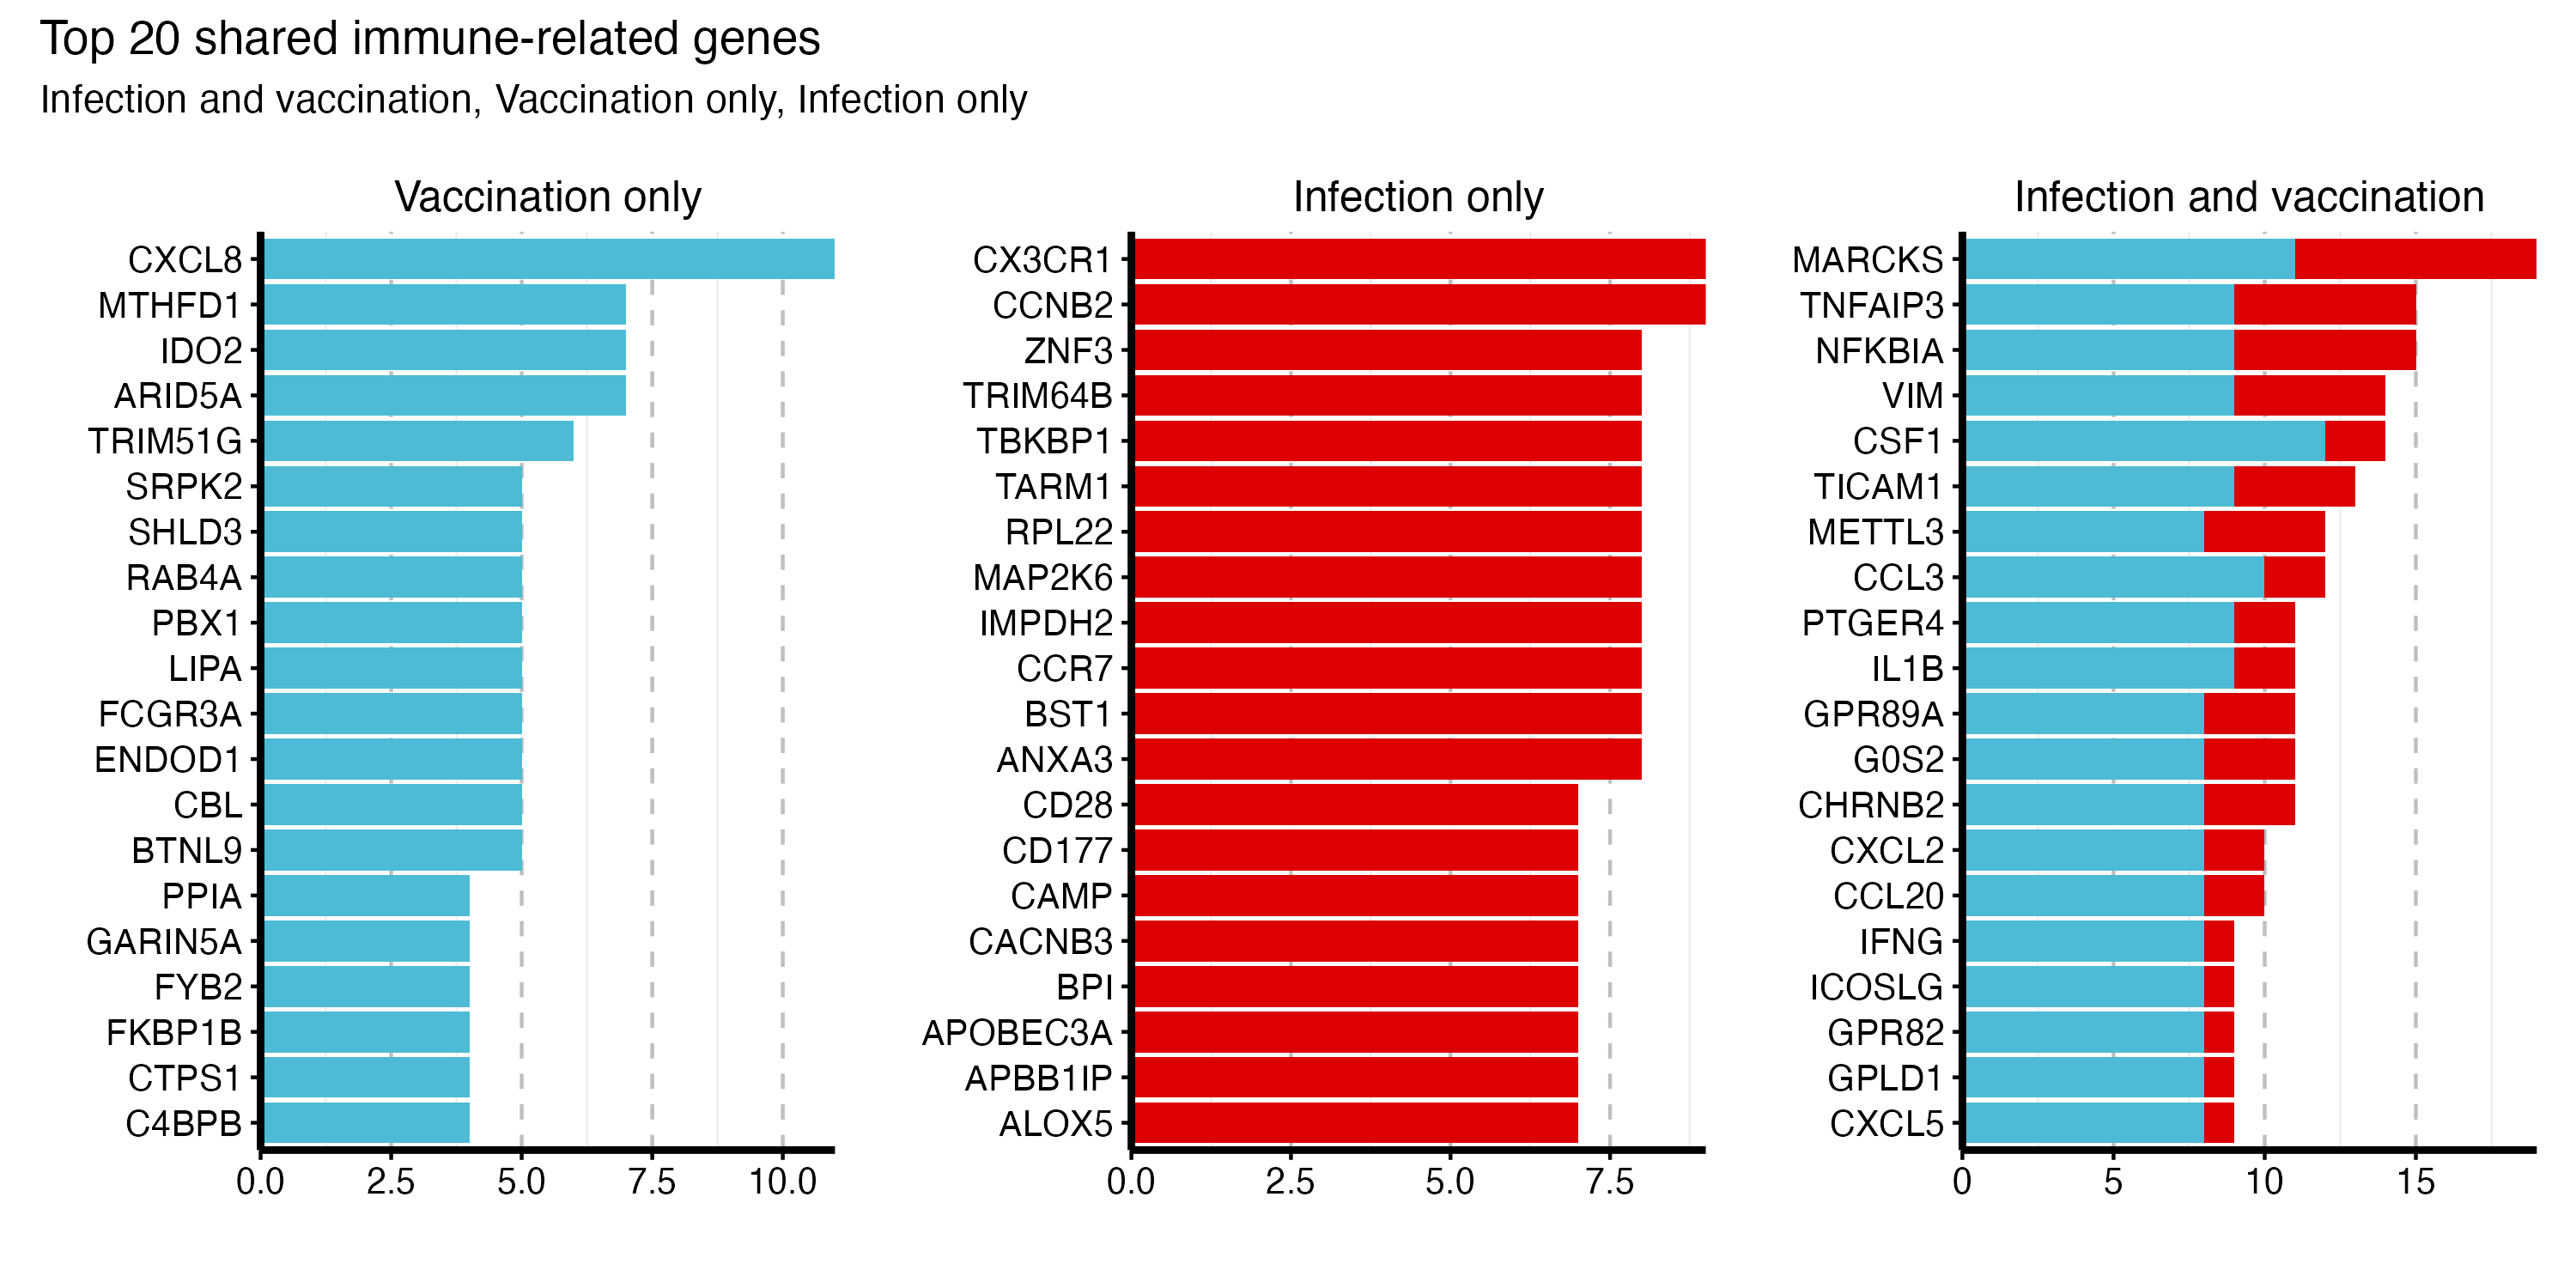 Top 20 shared immune-related genes
Infection and vaccination, Vaccination only, Infection only
Vaccination only
CXCL8
MTHFD1
IDO2
ARID5A
TRIM51G
SRPK2
SHLD3
RAB4A
PBX1
LIPA
FCGR3A
ENDOD1
CBL
BTNL9
PPIA
GARIN5A
FYB2
FKBP1B
CTPS1
C4BPB
0.0 2.5 5.0 7.5 10.0
Infection only
CX3CR1
CCNB2
ZNF3
TRIM64B
TBKBP1
TARM1
RPL22
MAP2K6
IMPDH2
CCR7
BST1
ANXA3
CD28
CD177
CAMP
CACNB3
BPI
APOBEC3A
APBB1IP
ALOX5
0.0 2.5 5.0 7.5
Infection and vaccination
MARCKS
TNFAIP3
NFKBIA
VIM
CSF1
TICAM1
METTL3
CCL3
PTGER4
IL1B
GPR89A
G0S2
CHRNB2
CXCL2
CCL20
IFNG
ICOSLG
GPR82
GPLD1
CXCL5
0 5 10 15